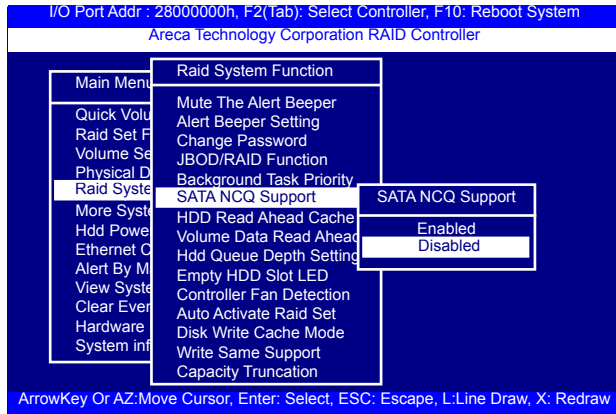 I/O Port Addr : 28000000h, F2(Tab): Select Controller, F10: Reboot System
Areca Technology Corporation RAID Controller
Main Menu
Quick Volu
Raid Set F
Volume Se
Physical D
Raid Syste
More Syste
Hdd Powe
Ethernet C
Alert By M
View Syste
Clear Even
Hardware
System inf
Raid System Function
Mute The Alert Beeper
Alert Beeper Setting
Change Password
JBOD/RAID Function
Background Task Priority
SATA NCQ Support
HDD Read Ahead Cache
Volume Data Read Ahead
Hdd Queue Depth Setting
Empty HDD Slot LED
Controller Fan Detection
Auto Activate Raid Set
Disk Write Cache Mode
Write Same Support
Capacity Truncation
SATA NCQ Support
Enabled
Disabled
ArrowKey Or AZ:Move Cursor, Enter: Select, ESC: Escape, L:Line Draw, X: Redraw